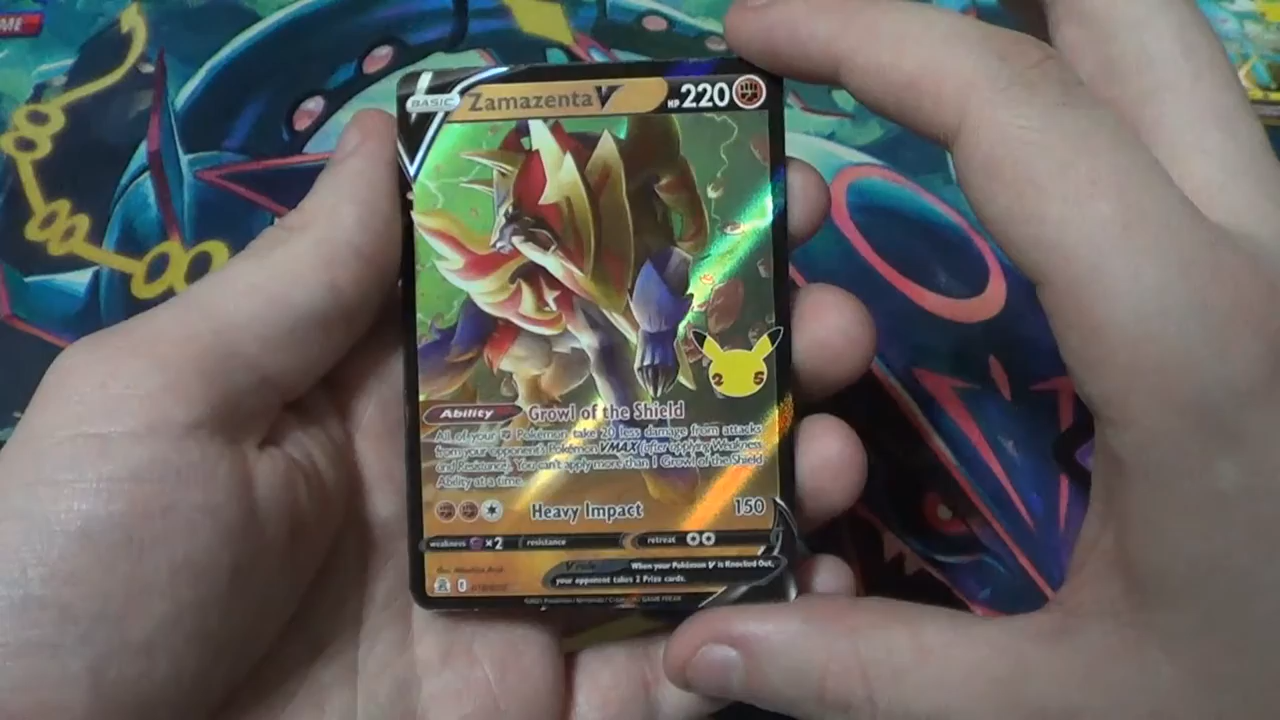 BASIC Zamazenta V HP 220
2 5
Ability Growl of the Shield
All of your Pokémon take 20 less damage from attacks
from your opponent's Pokémon VMAX (after applying Weakness
and Resistance). You can't apply more than 1 Growl of the Shield
Ability at a time.
Heavy Impact 150
weakness ×2 resistance retreat
V rule When your Pokémon V is Knocked Out,
your opponent takes 2 Prize cards.